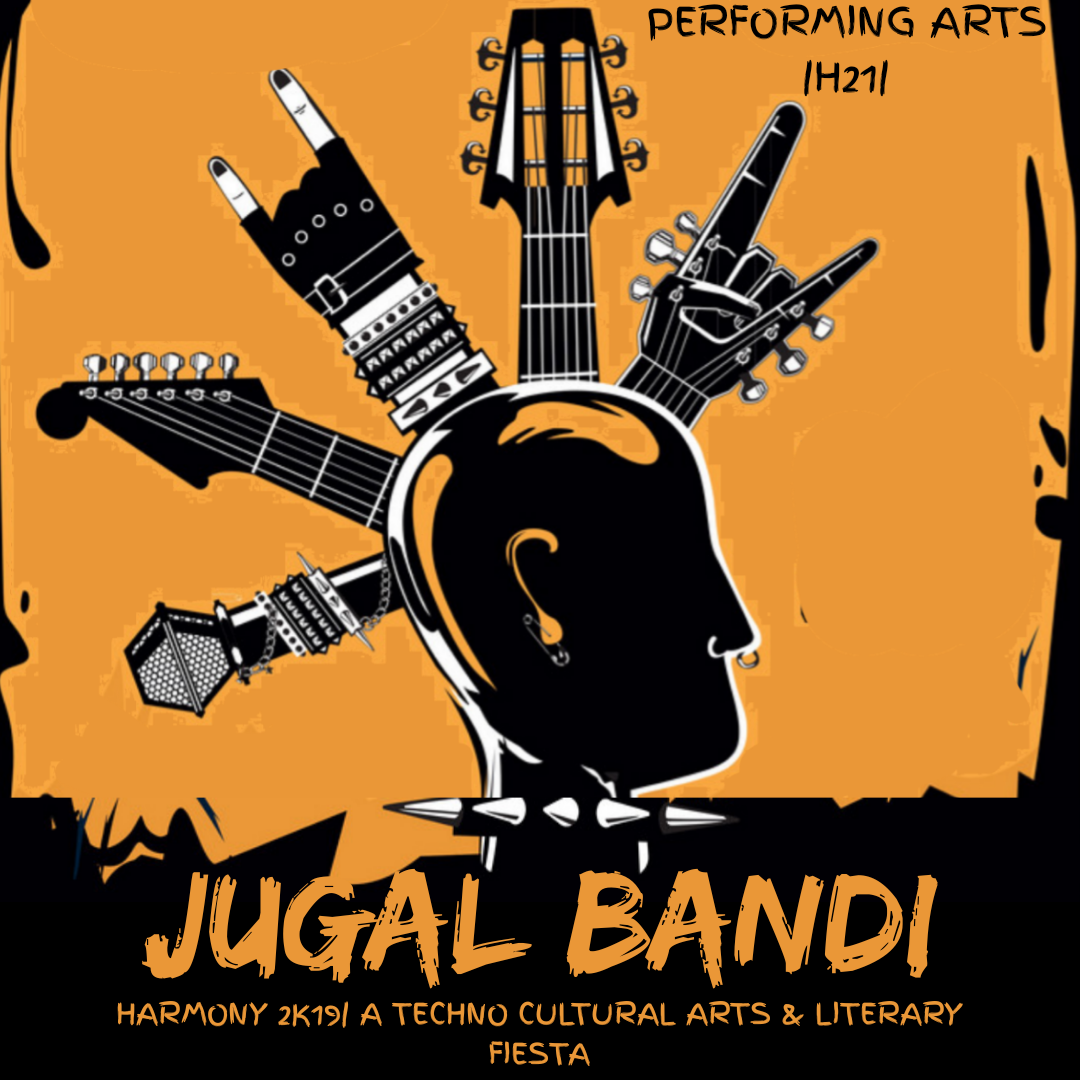 PERFORMING ARTS
|H21|
JUGAL BANDI
HARMONY 2K19| A TECHNO CULTURAL ARTS & LITERARY
FIESTA